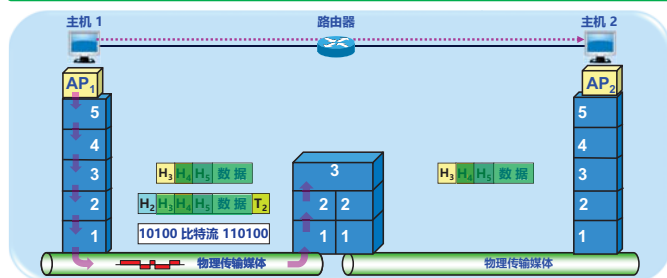 主机 1 路由器 主机 2
AP1 AP2
5 5
4 4
3 H3 H4 H5 数据 3 H3 H4 H5 数据 3
2 H2 H3 H4 H5 数据 T2 2 2 2
1 10100 比特流 110100 1 1 1
物理传输媒体 物理传输媒体